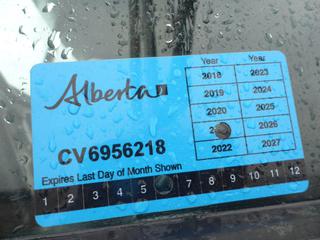 Alberta
Year Year
2018 2023
2019 2024
2020 2025
2026
2022 2027
CV6956218
Expires Last Day of Month Shown
1 2 3 4 5 7 8 9 10 11 12